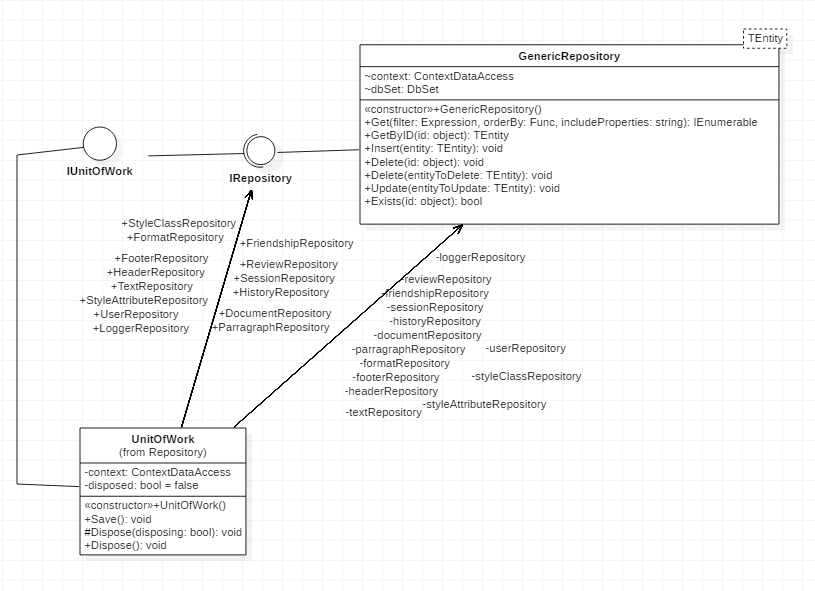 TEntity
GenericRepository
~context: ContextDataAccess
~dbSet: DbSet
«constructor»+GenericRepository()
+Get(filter: Expression, orderBy: Func, includeProperties: string): IEnumerable
+GetByID(id: object): TEntity
+Insert(entity: TEntity): void
+Delete(id: object): void
+Delete(entityToDelete: TEntity): void
+Update(entityToUpdate: TEntity): void
+Exists(id: object): bool
IUnitOfWork
IRepository
+StyleClassRepository
+FormatRepository
+FooterRepository
+HeaderRepository
+TextRepository
+StyleAttributeRepository
+UserRepository
+LoggerRepository
+FriendshipRepository
+ReviewRepository
+SessionRepository
+HistoryRepository
+DocumentRepository
+ParragraphRepository
-loggerRepository
-reviewRepository
-friendshipRepository
-sessionRepository
-historyRepository
-documentRepository
-parragraphRepository
-userRepository
-formatRepository
-footerRepository
-styleClassRepository
-headerRepository
-styleAttributeRepository
-textRepository
UnitOfWork
(from Repository)
-context: ContextDataAccess
-disposed: bool = false
«constructor»+UnitOfWork()
+Save(): void
#Dispose(disposing: bool): void
+Dispose(): void